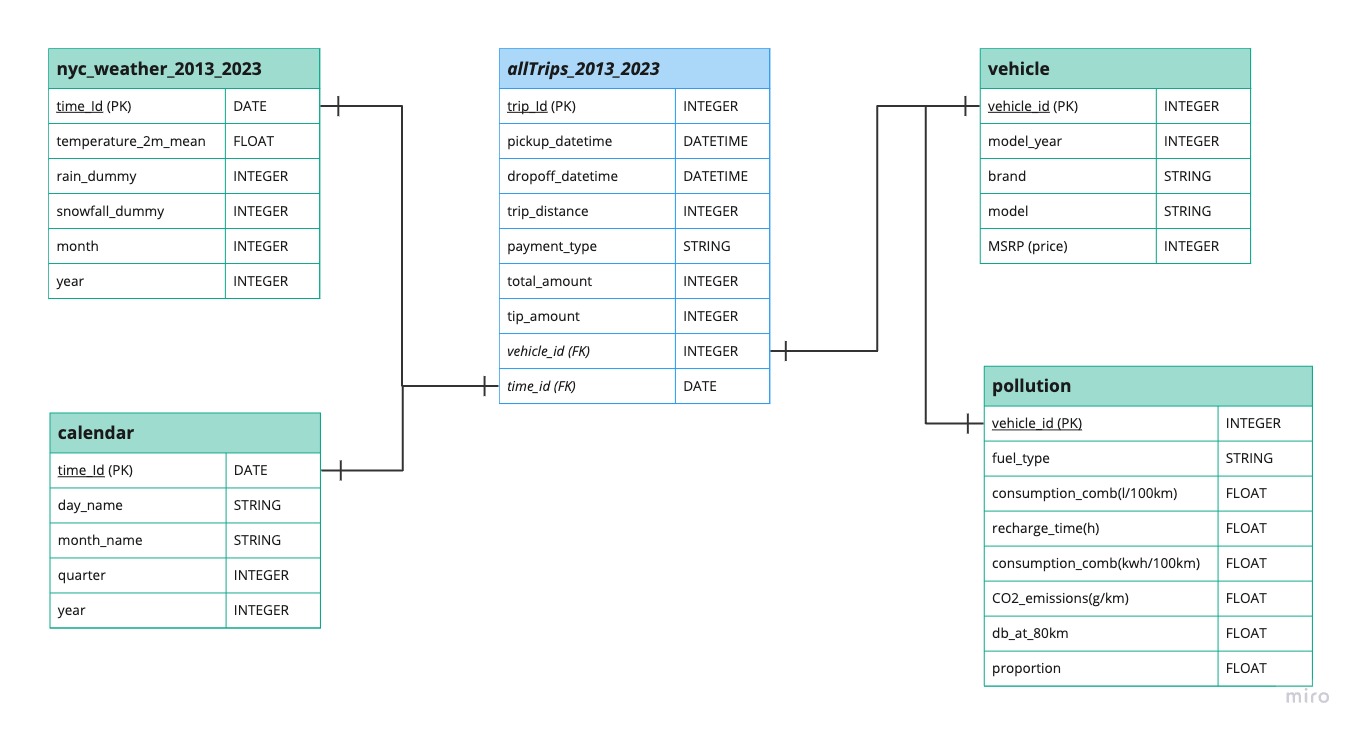 nyc_weather_2013_2023
time_Id (PK) DATE
temperature_2m_mean FLOAT
rain_dummy INTEGER
snowfall_dummy INTEGER
month INTEGER
year INTEGER
calendar
time_Id (PK) DATE
day_name STRING
month_name STRING
quarter INTEGER
year INTEGER
allTrips_2013_2023
trip_Id (PK) INTEGER
pickup_datetime DATETIME
dropoff_datetime DATETIME
trip_distance INTEGER
payment_type STRING
total_amount INTEGER
tip_amount INTEGER
vehicle_id (FK) INTEGER
time_id (FK) DATE
vehicle
vehicle_id (PK) INTEGER
model_year INTEGER
brand STRING
model STRING
MSRP (price) INTEGER
pollution
vehicle_id (PK) INTEGER
fuel_type STRING
consumption_comb(l/100km) FLOAT
recharge_time(h) FLOAT
consumption_comb(kwh/100km) FLOAT
CO2_emissions(g/km) FLOAT
db_at_80km FLOAT
proportion FLOAT
miro